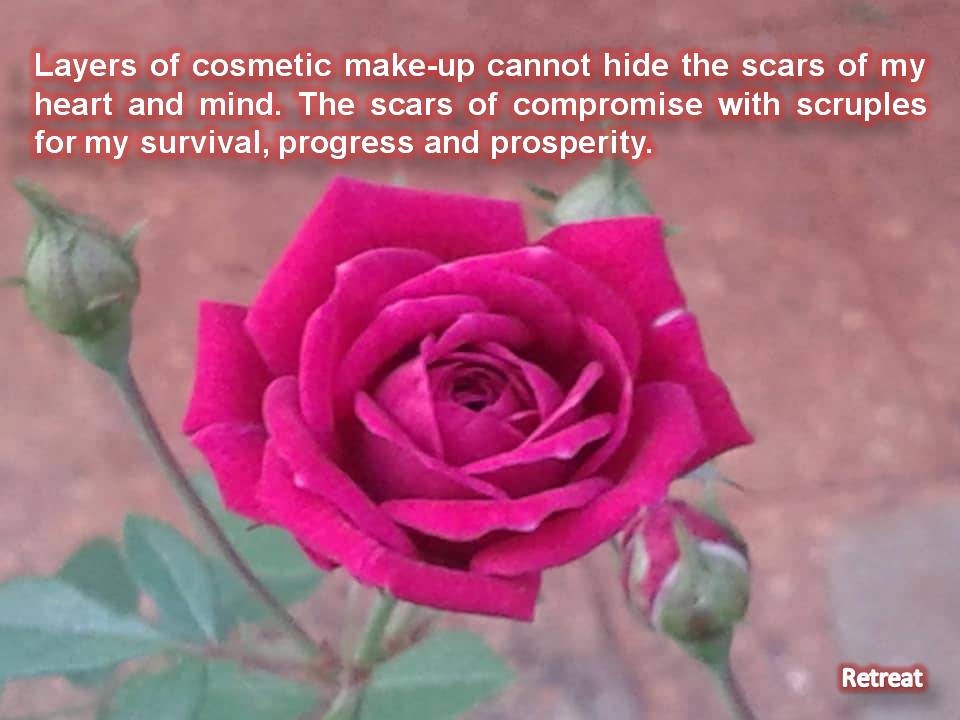 Layers of cosmetic make-up cannot hide the scars of my
heart and mind. The scars of compromise with scruples
for my survival, progress and prosperity.
Retreat